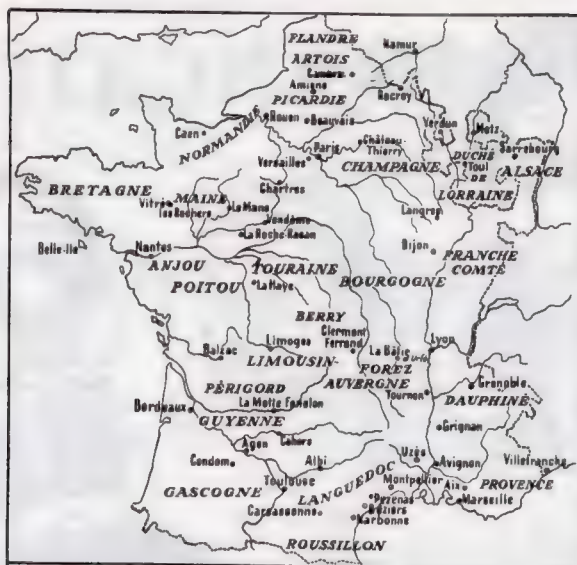 FLANDRE
Namur
ARTOIS
Cambrai
Amiens
PICARDIE
Rocroy
Rouen
Beauvais
Caen
NORMANDIE
Verdun
Metz
Château
Thierry
Paris
Versailles
CHAMPAGNE
DUCHÉ
Toul
DE
LORRAINE
Sarrebourg
ALSACE
Chartres
BRETAGNE
MAINE
Vitré
les Rochers
Le Mans
Langres
Vendôme
La Roche-Racan
Belle-Ile
Nantes
Dijon
FRANCHE
COMTÉ
ANJOU
TOURAINE
BOURGOGNE
POITOU
La Haye
BERRY
Clermont
Ferrand
Limoges
Balzac
LIMOUSIN
La Bâtie
d'Urfé
Lyon
FOREZ
AUVERGNE
Grenoble
DAUPHINÉ
Tournon
PÉRIGORD
La Motte Fénelon
Bordeaux
GUYENNE
Grignan
Cahors
Agen
Condom
Albi
Uzès
Avignon
Villefranche
Toulouse
GASCOGNE
LANGUEDOC
Montpellier
Aix
PROVENCE
Marseille
Pézenas
Béziers
Carcassonne
Narbonne
ROUSSILLON